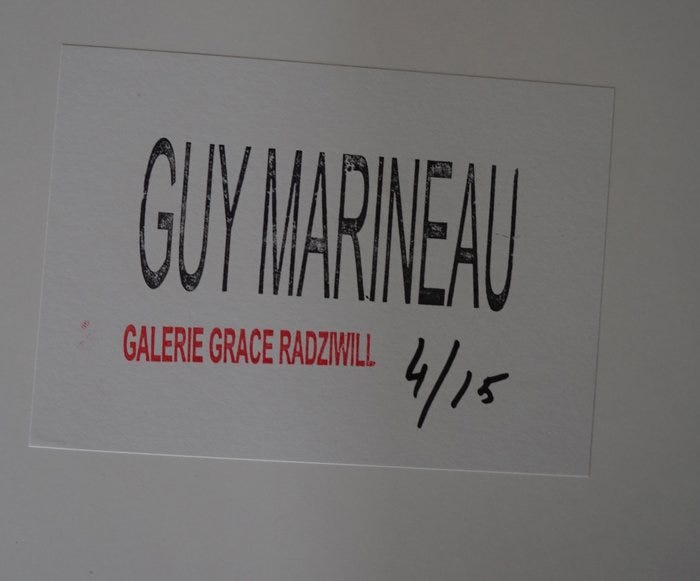 GUY MARINEAU
GALERIE GRACE RADZIWILL 4/15